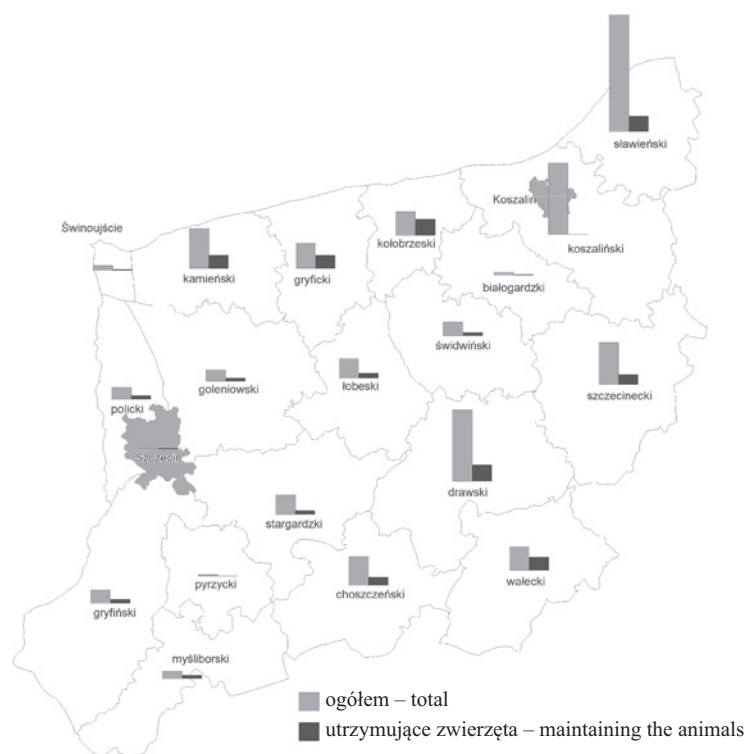 sławieński
Koszalin
koszaliński
Świnoujście
kołobrzeski
kamieński
gryficki
białogardzki
świdwiński
goleniowski
łobeski
szczecinecki
policki
Szczecin
drawski
stargardzki
wałecki
pyrzycki
choszczeński
gryfiński
myśliborski
ogółem – total
utrzymujące zwierzęta – maintaining the animals